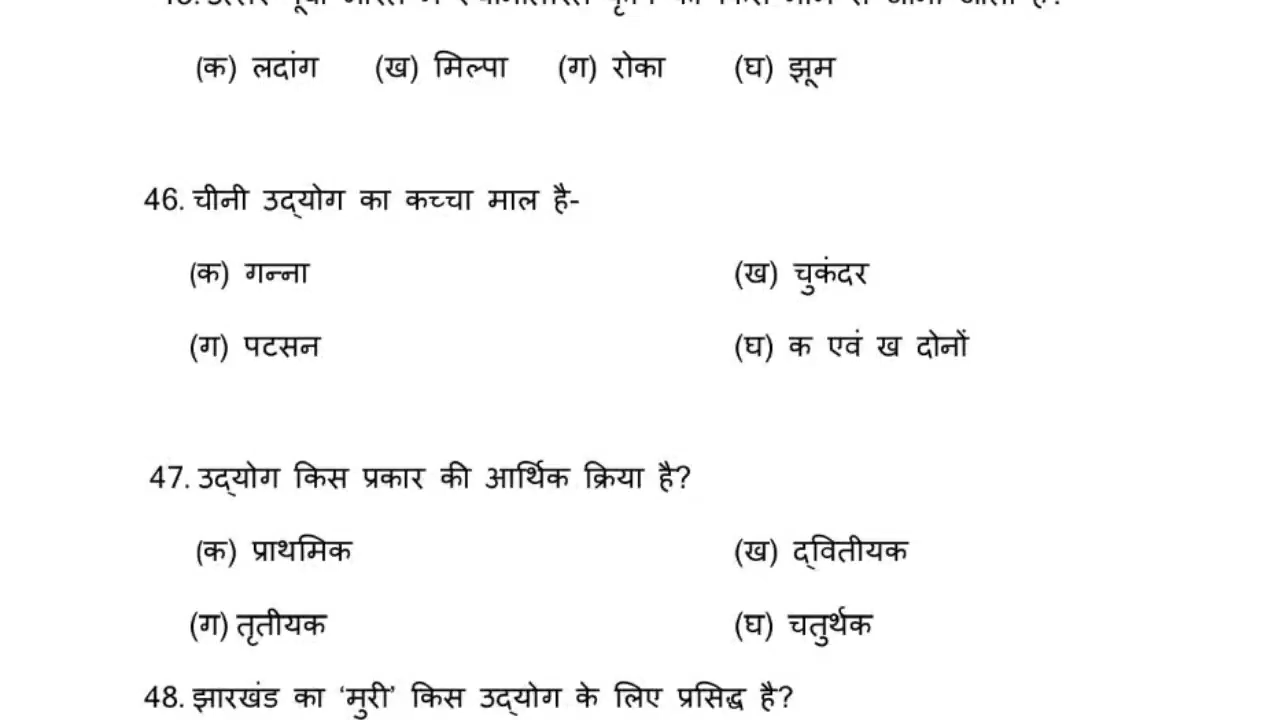 (क) लदांग (ख) मिल्पा (ग) रोका (घ) झूम
46. चीनी उद्योग का कच्चा माल है-
(क) गन्ना (ख) चुकंदर
(ग) पटसन (घ) क एवं ख दोनों
47. उद्योग किस प्रकार की आर्थिक क्रिया है?
(क) प्राथमिक (ख) द्वितीयक
(ग) तृतीयक (घ) चतुर्थक
48. झारखंड का ‘मुरी’ किस उद्योग के लिए प्रसिद्ध है?